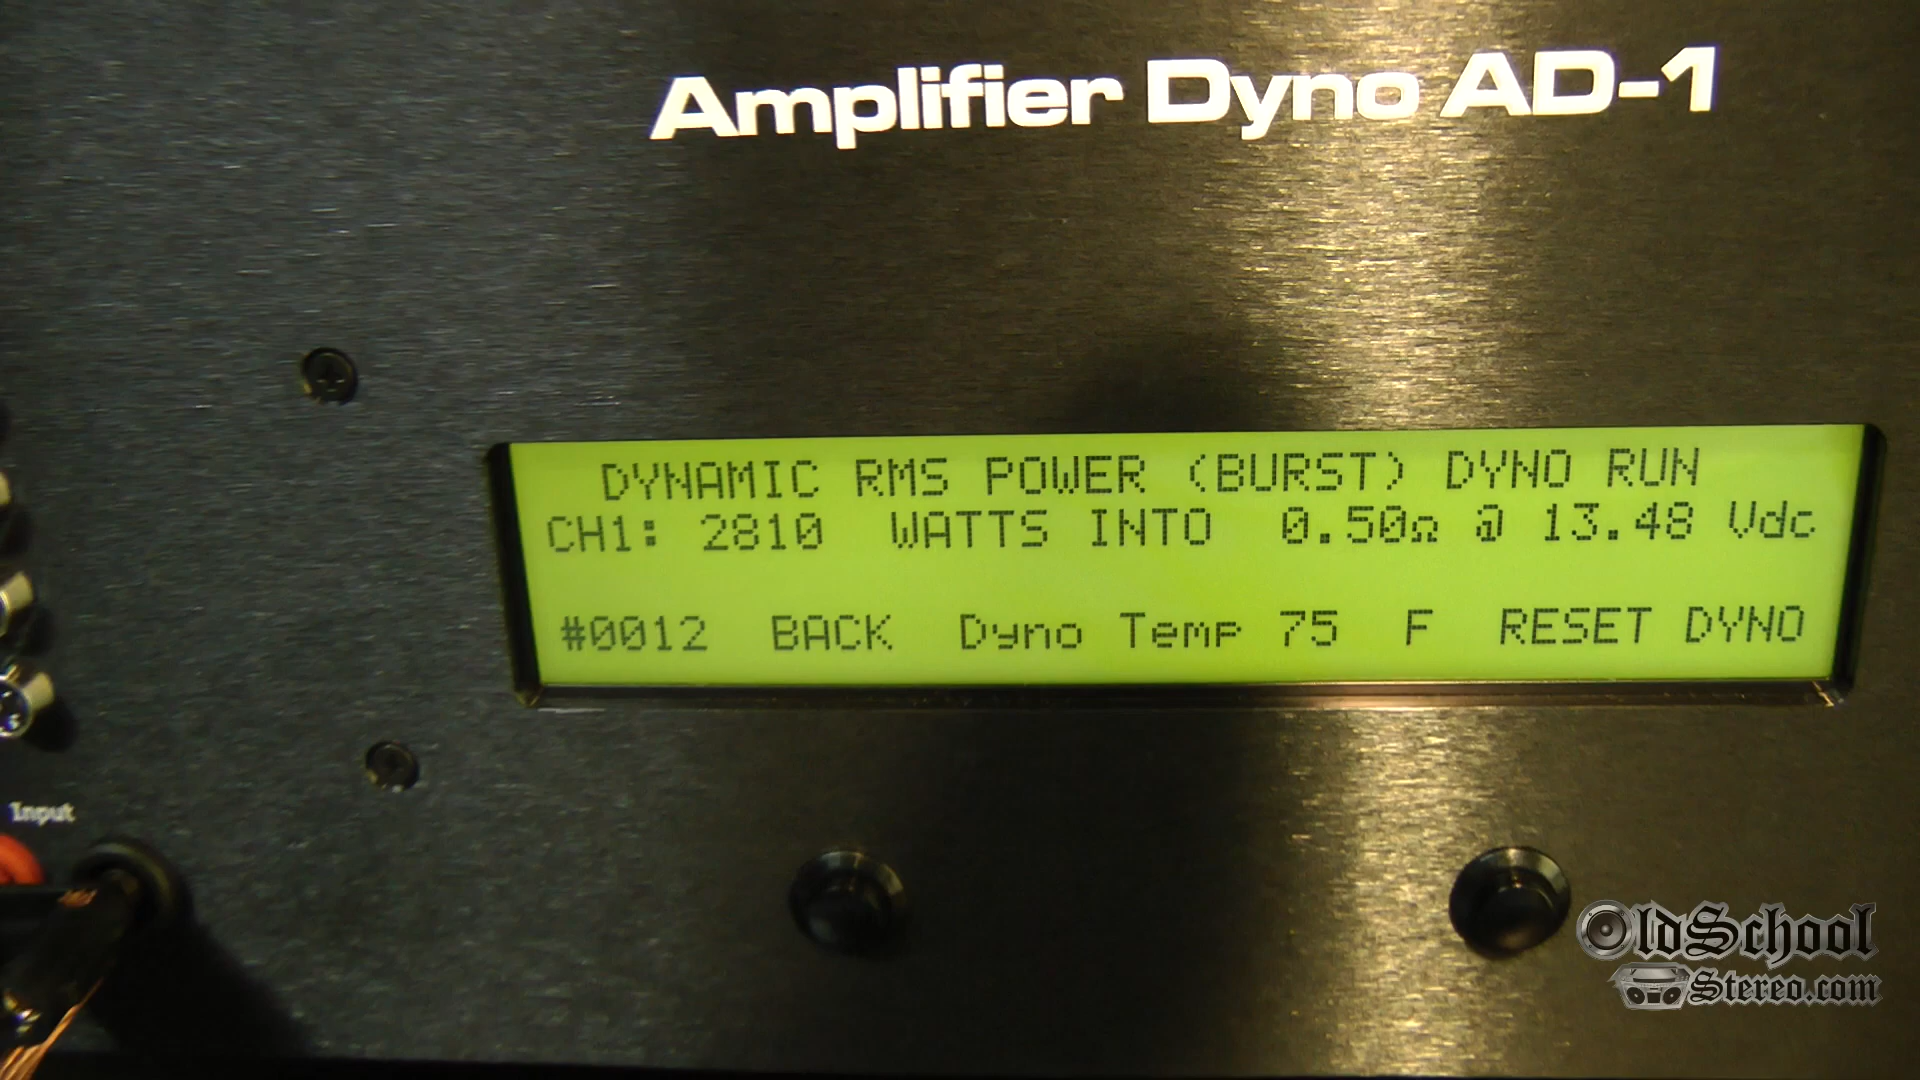 Amplifier Dyno AD-1
DYNAMIC RMS POWER (BURST) DYNO RUN
CH1: 2810 WATTS INTO 0.50Ω @ 13.48 Vdc
#0012 BACK Dyno Temp 75 F RESET DYNO
Input
OldSchool
Stereo.com